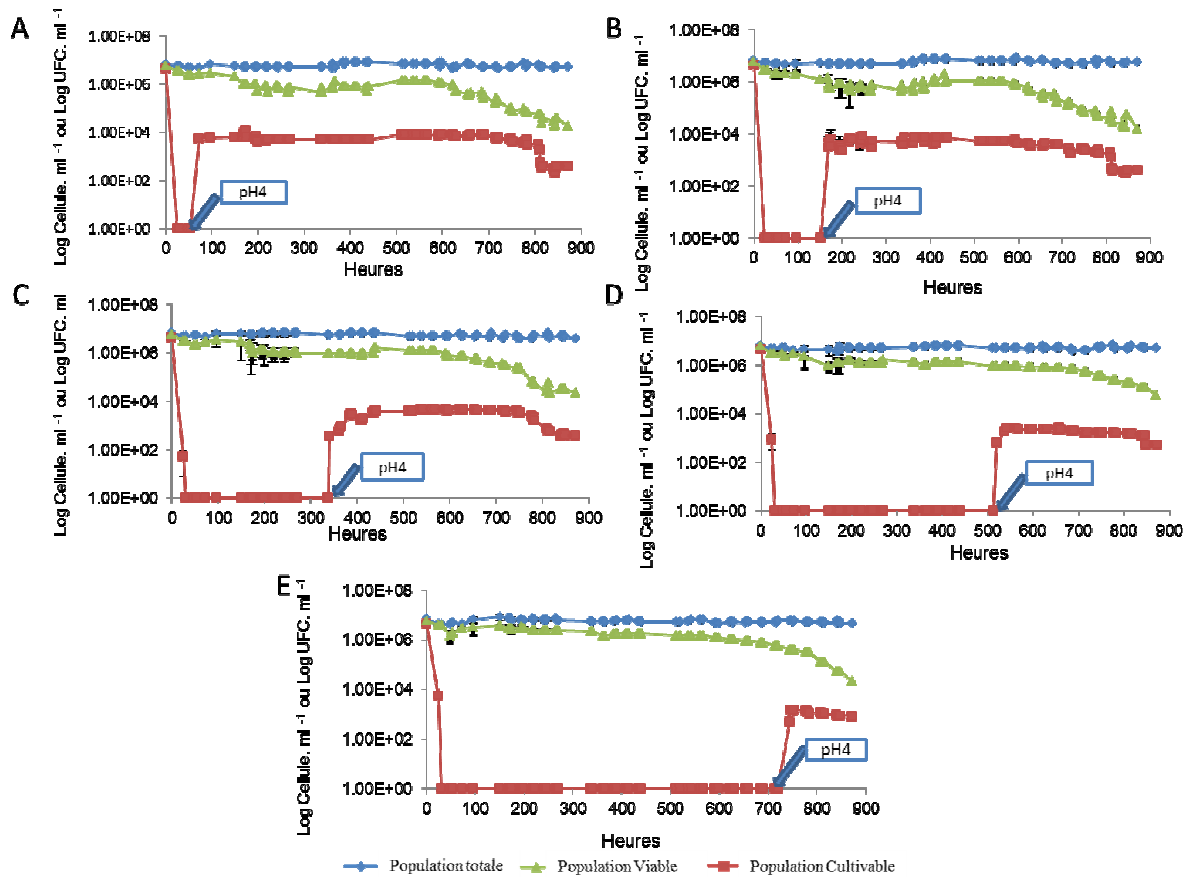 A
Log Cellule. ml -1 ou Log UFC. ml -1
1.00E+08
1.00E+06
1.00E+04
1.00E+02
1.00E+00
pH4
0 100 200 300 400 500 600 700 800 900
Heures
B
Log Cellule. ml -1 ou Log UFC. ml -1
1.00E+08
1.00E+06
1.00E+04
1.00E+02
1.00E+00
pH4
0 100 200 300 400 500 600 700 800 900
Heures
C
Log Cellule. ml -1 ou Log UFC. ml
1.00E+08
1.00E+06
1.00E+04
1.00E+02
1.00E+00
pH4
0 100 200 300 400 500 600 700 800 900
Heures
D
Log Cellule. ml -1 ou Log UFC. ml -1
1.00E+08
1.00E+06
1.00E+04
1.00E+02
1.00E+00
pH4
0 100 200 300 400 500 600 700 800 900
Heures
E
Log Cellule. ml -1 ou Log UFC. ml -1
1.00E+08
1.00E+06
1.00E+04
1.00E+02
1.00E+00
pH4
0 100 200 300 400 500 600 700 800 900
Heures
Population totale Population Viable Population Cultivable